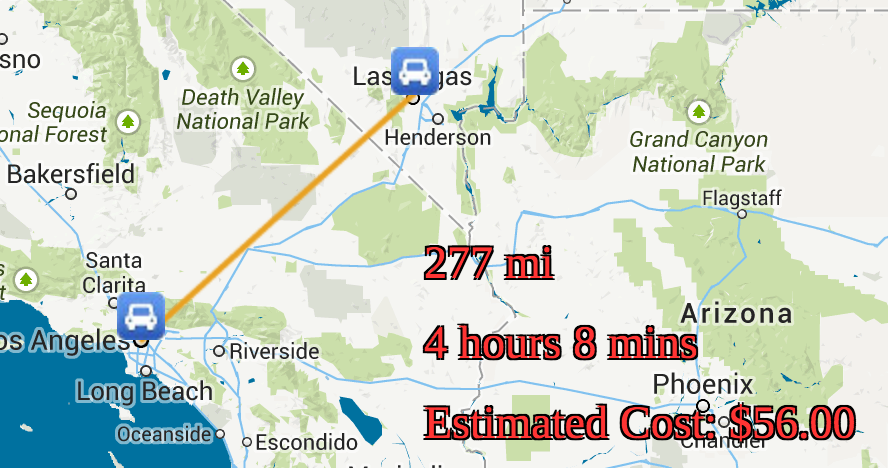 sno
Las Vegas
Death Valley
National Park
Sequoia
onal Forest
Henderson
Grand Canyon
National Park
Bakersfield
Flagstaff
Santa
Clarita
277 mi
Arizona
os Angeles
4 hours 8 mins
Riverside
Long Beach
Phoenix
Estimated Cost: $56.00
Chandler
Oceanside
Escondido